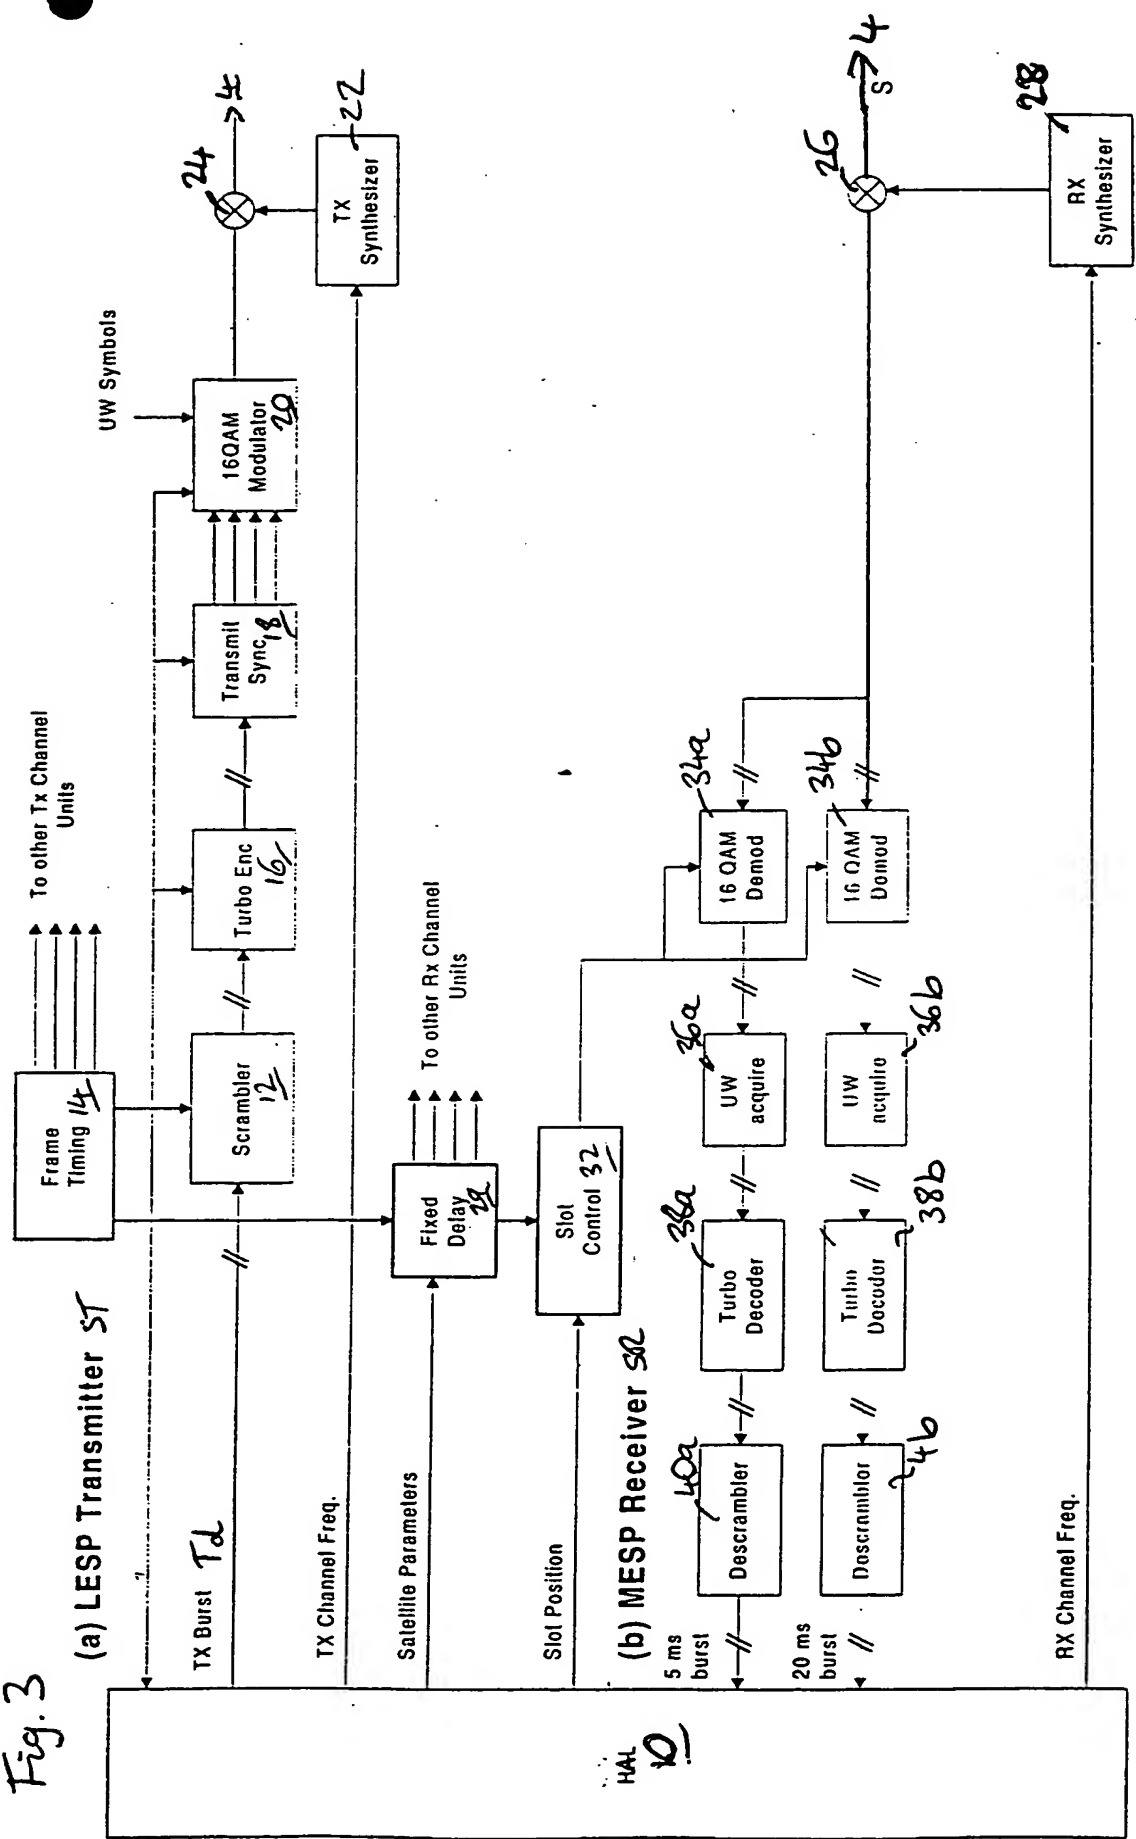 Fig. 3
(a) LESP Transmitter ST
Frame
Timing 14
To other Tx Channel
Units
UW Symbols
TX Burst Td
Scrambler
12
Turbo Enc
16
Transmit
Sync 18
16QAM
Modulator
20
24
4
TX
Synthesizer
22
TX Channel Freq.
Satellite Parameters
Fixed
Delay
29
To other Rx Channel
Units
Slot Position
Slot
Control 32
(b) MESP Receiver SR
5 ms
burst
Descrambler
40a
Turbo
Decoder
38a
UW
acquire
36a
16 QAM
Demod
34a
20 ms
burst
Descrambler
4b
Turbo
Decoder
38b
UW
acquire
36b
16 QAM
Demod
34b
26
S
4
RX
Synthesizer
28
RX Channel Freq.
HAL
10